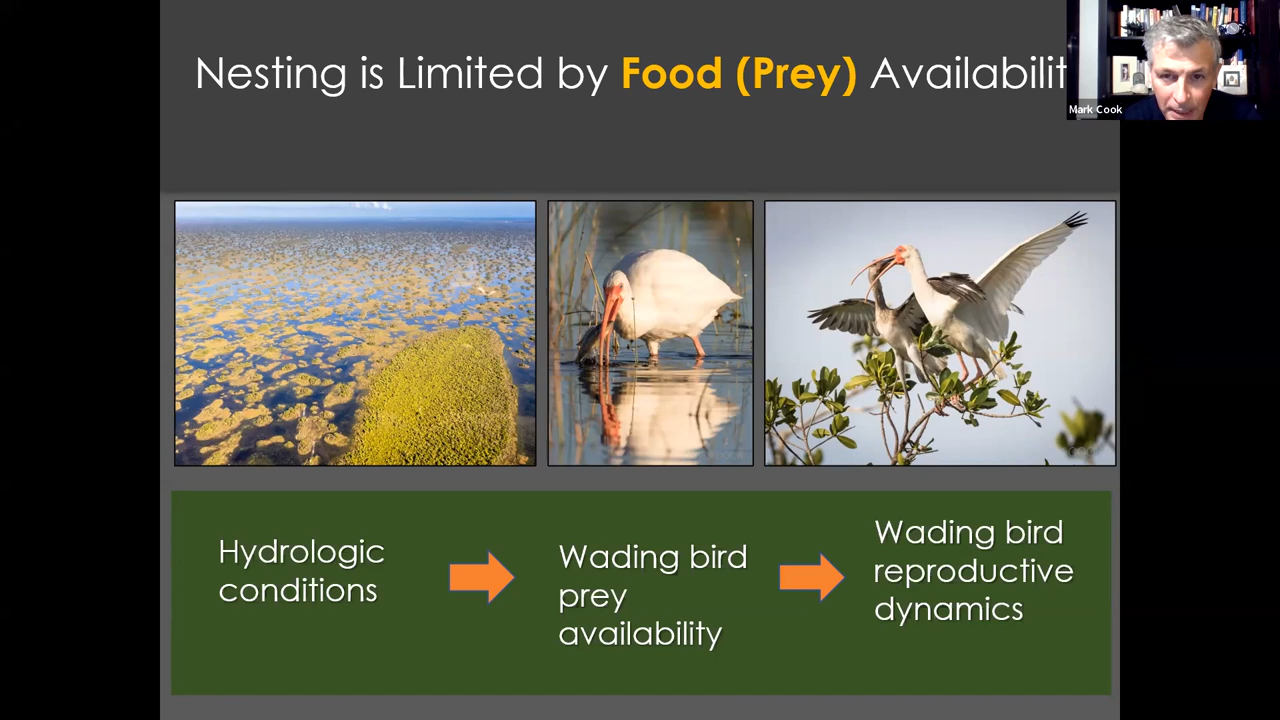 Nesting is Limited by Food (Prey) Availabilit
Mark Cook
Hydrologic
conditions
Wading bird
prey
availability
Wading bird
reproductive
dynamics